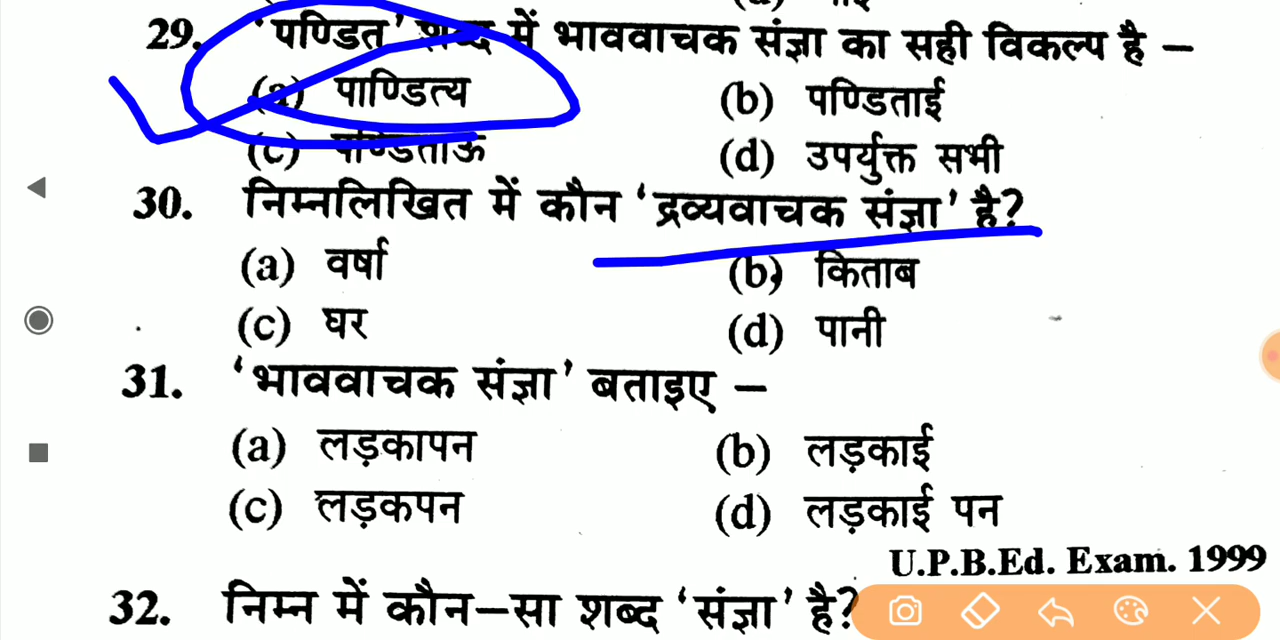 29. 'पण्डित' शब्द में भाववाचक संज्ञा का सही विकल्प है –
(a) पाण्डित्य (b) पण्डिताई
(c) पण्डिताऊ (d) उपर्युक्त सभी
30. निम्नलिखित में कौन 'द्रव्यवाचक संज्ञा' है?
(a) वर्षा (b) किताब
(c) घर (d) पानी
31. 'भाववाचक संज्ञा' बताइए –
(a) लड़कापन (b) लड़काई
(c) लड़कपन (d) लड़काई पन
U.P.B.Ed. Exam. 1999
32. निम्न में कौन–सा शब्द 'संज्ञा' है?